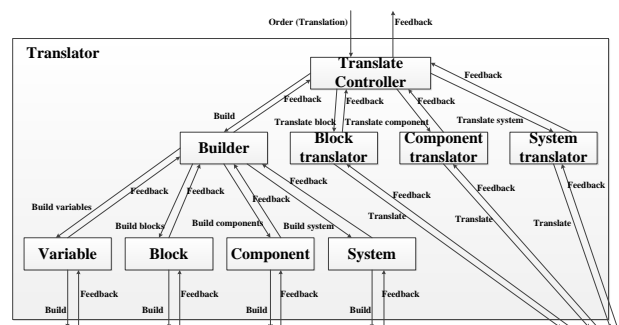 Order (Translation)
Feedback
Translator
Translate
Controller
Feedback
Build
Feedback
Feedback
Feedback
Translate block
Translate component
Translate system
Builder
Block
translator
Component
translator
System
translator
Feedback
Feedback
Feedback
Feedback
Feedback
Feedback
Feedback
Build variables
Translate
Translate
Translate
Build blocks
Build components
Build system
Variable
Block
Component
System
Feedback
Feedback
Feedback
Feedback
Build
Build
Build
Build